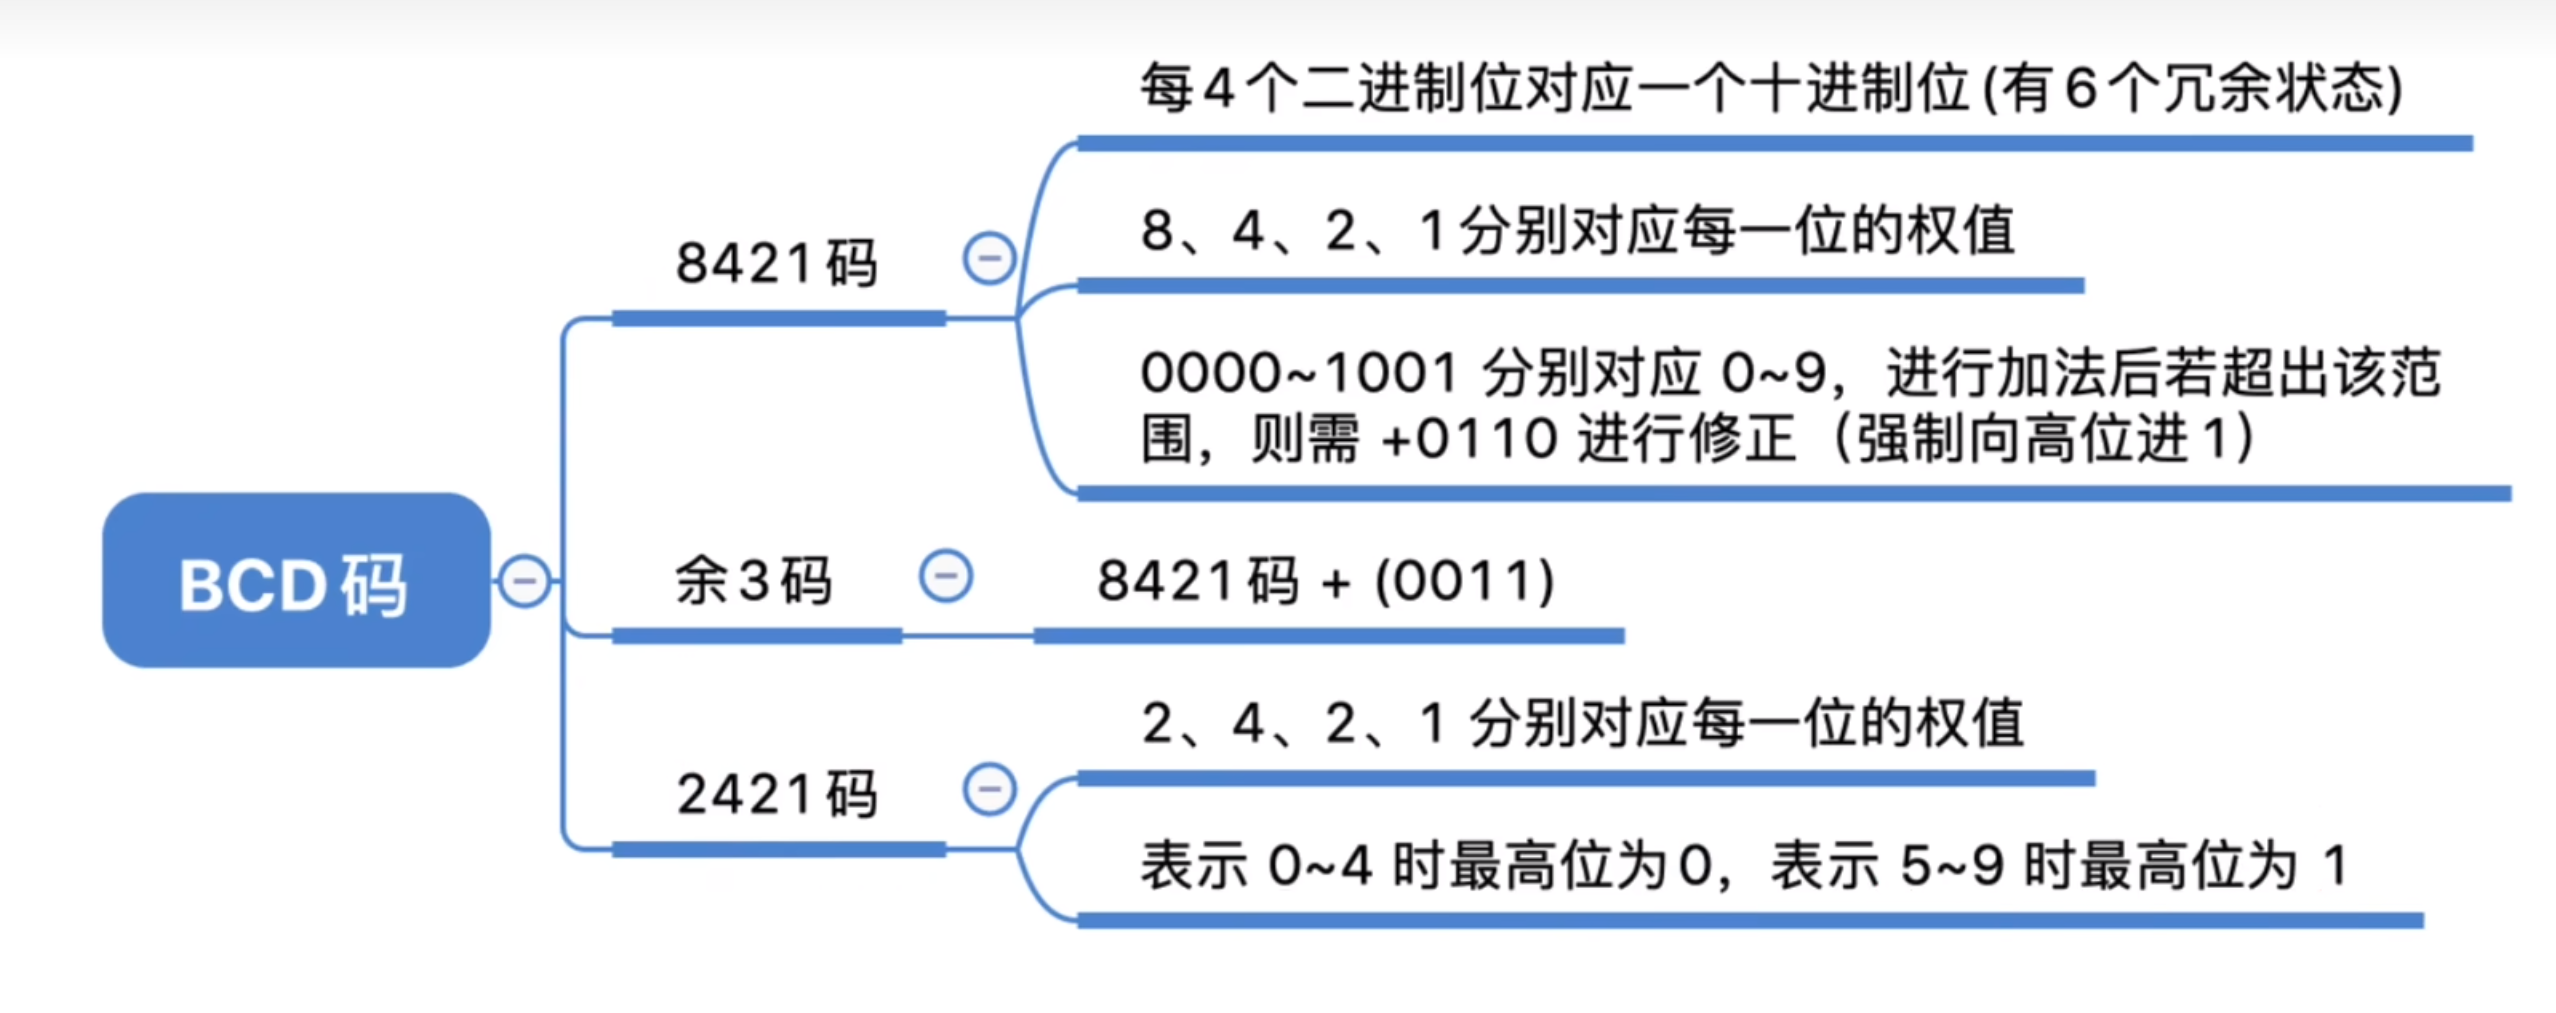 每4个二进制位对应一个十进制位(有6个冗余状态)
8、4、2、1分别对应每一位的权值
8421码
0000~1001 分别对应 0~9，进行加法后若超出该范
围，则需 +0110 进行修正（强制向高位进1）
BCD码
余3码
8421码 + (0011)
2、4、2、1 分别对应每一位的权值
2421码
表示 0~4 时最高位为0，表示 5~9 时最高位为 1